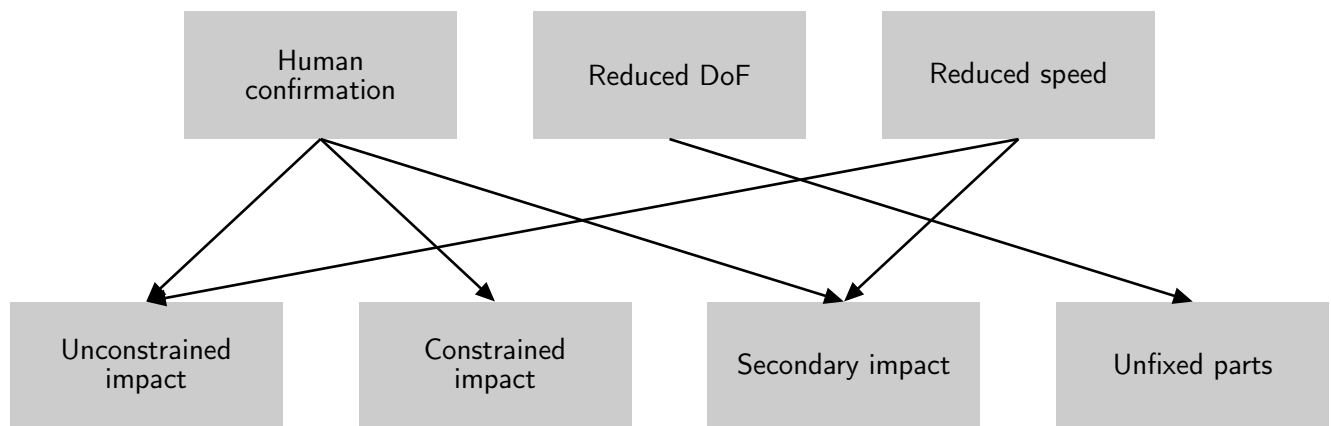 Human
confirmation
Reduced DoF
Reduced speed
Unconstrained
impact
Constrained
impact
Secondary impact
Unfixed parts